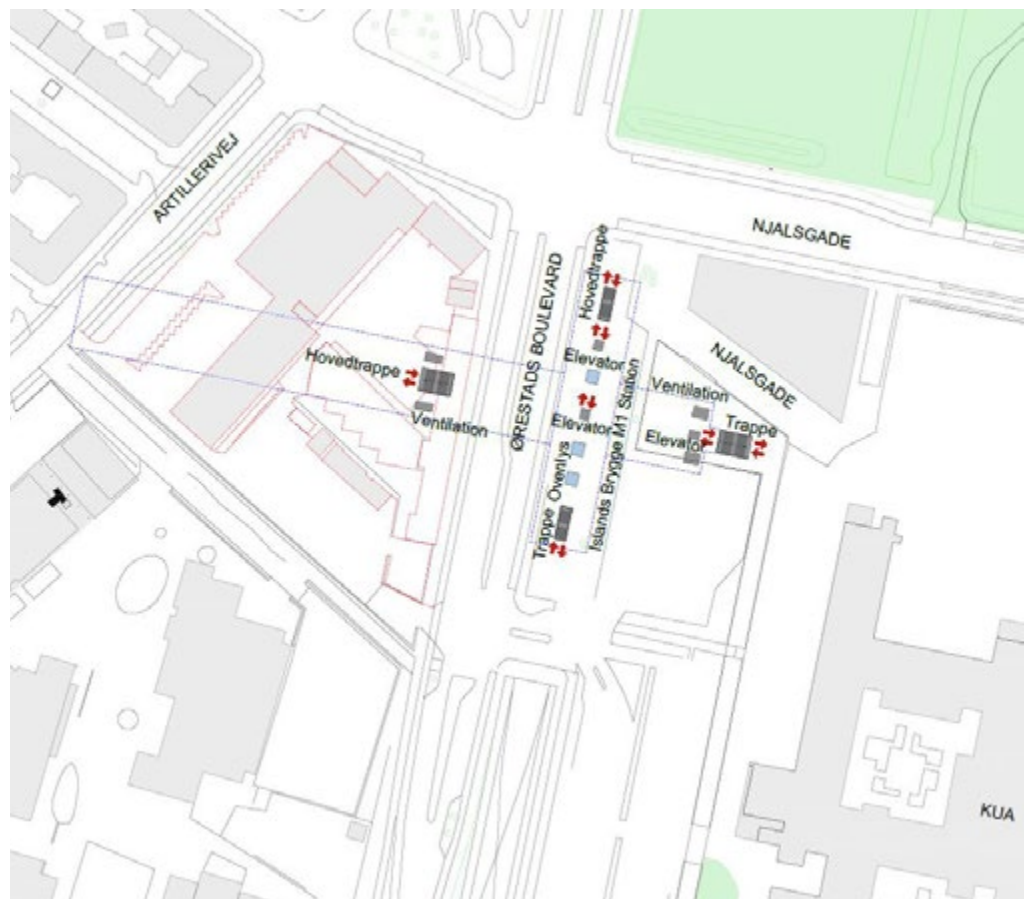 ARTILLERIVEJ
NJALSGADE
Hovedtrappe
ØRESTADS BOULEVARD
Elevator
Hovedtrappe
NJALSGADE
Islands Brygge M1 Station
Ventilation
Ventilation
Elevator
Trappe
Elevator
Ovenlys
Trappe
KUA